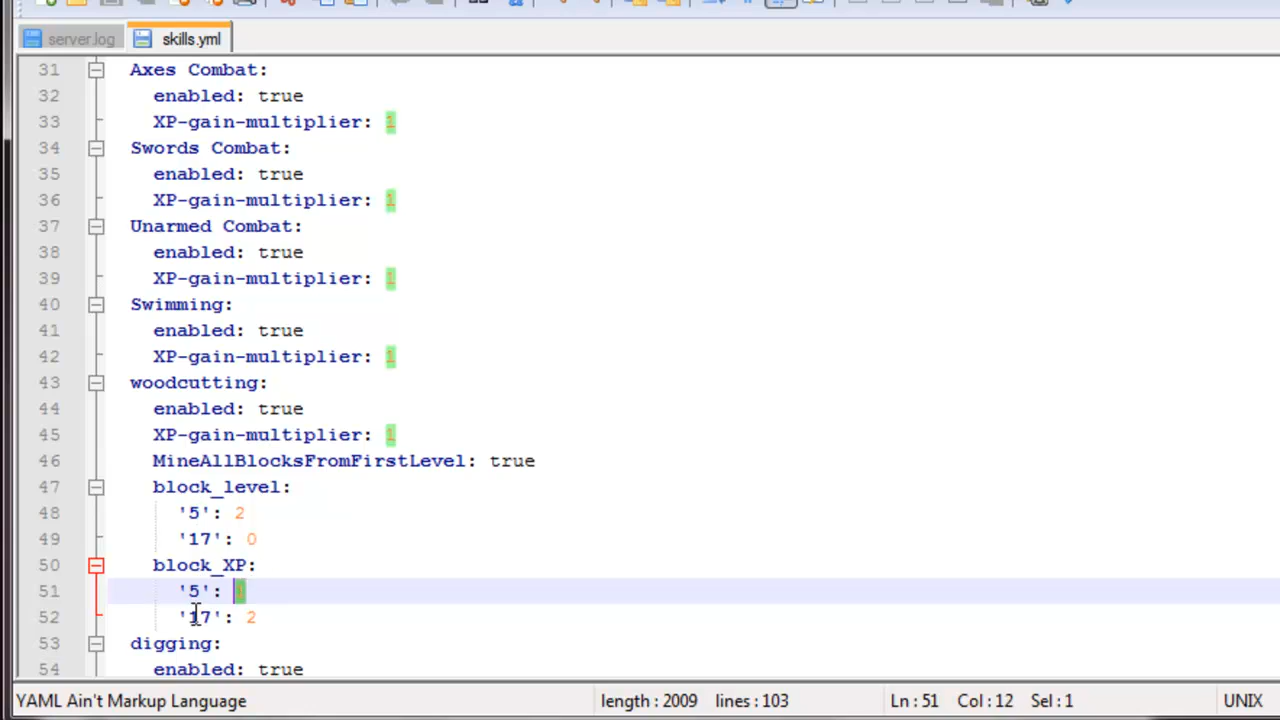 server.log skills.yml
31 Axes Combat:
32 enabled: true
33 XP-gain-multiplier: 1
34 Swords Combat:
35 enabled: true
36 XP-gain-multiplier: 1
37 Unarmed Combat:
38 enabled: true
39 XP-gain-multiplier: 1
40 Swimming:
41 enabled: true
42 XP-gain-multiplier: 1
43 woodcutting:
44 enabled: true
45 XP-gain-multiplier: 1
46 MineAllBlocksFromFirstLevel: true
47 block_level:
48 '5': 2
49 '17': 0
50 block_XP:
51 '5': 1
52 '17': 2
53 digging:
54 enabled: true
YAML Ain't Markup Language length : 2009 lines : 103 Ln : 51 Col : 12 Sel : 1 UNIX